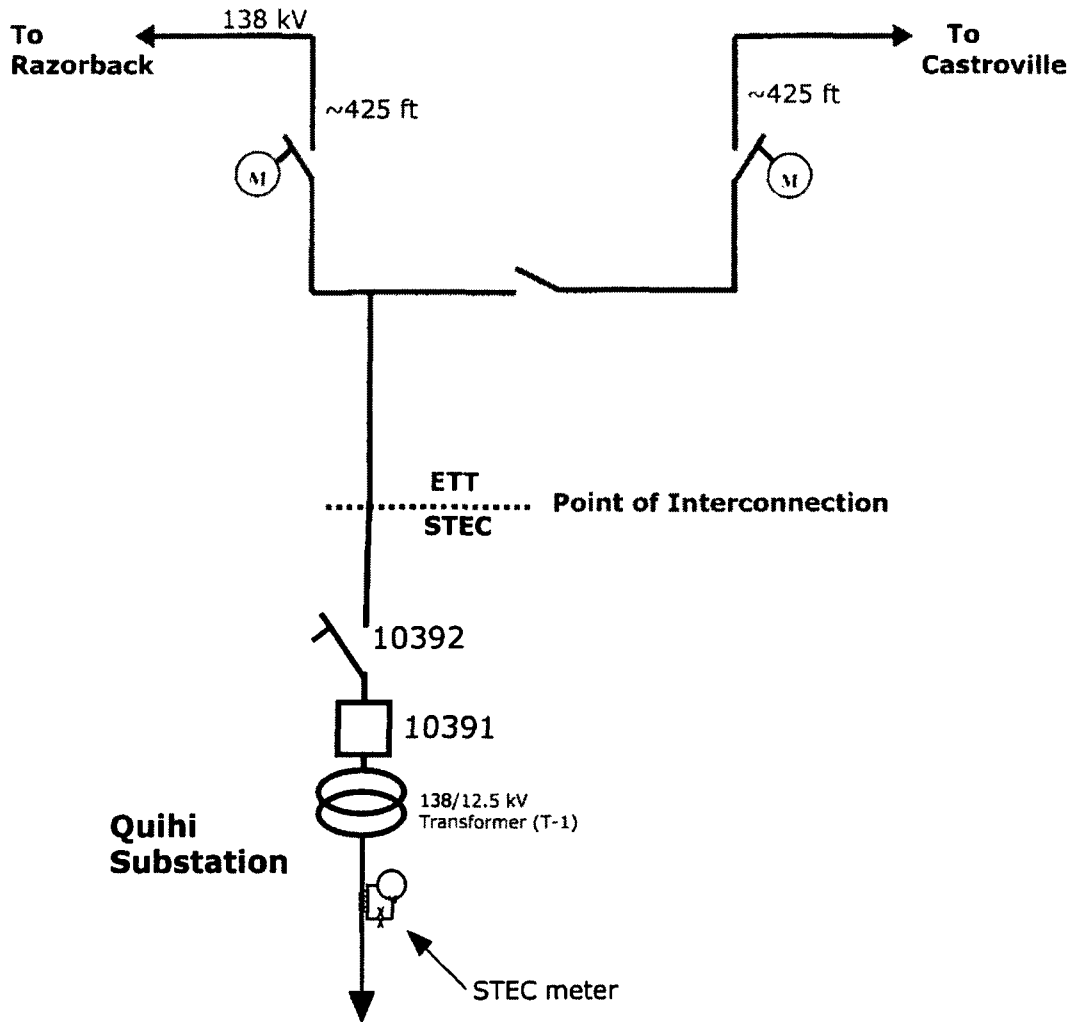 138 kV
To
Razorback
To
Castroville
~425 ft
~425 ft
M
M
ETT
Point of Interconnection
STEC
10392
10391
138/12.5 kV
Transformer (T-1)
Quihi
Substation
STEC meter